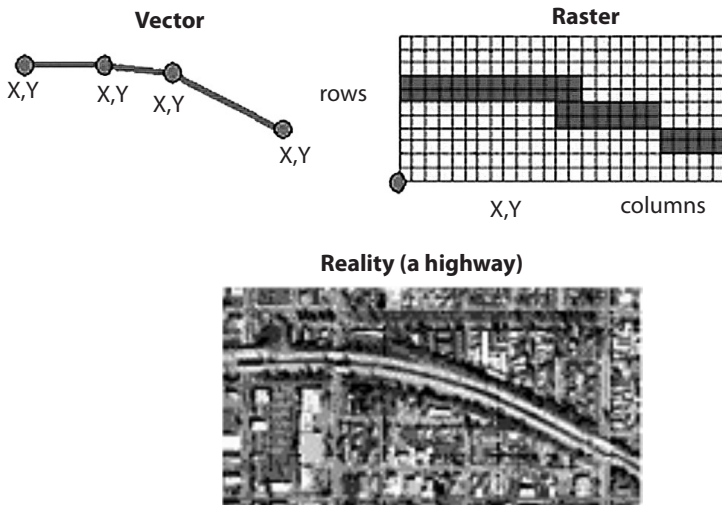 Vector
X,Y
X,Y
X,Y
X,Y
Raster
rows
X,Y
columns
Reality (a highway)